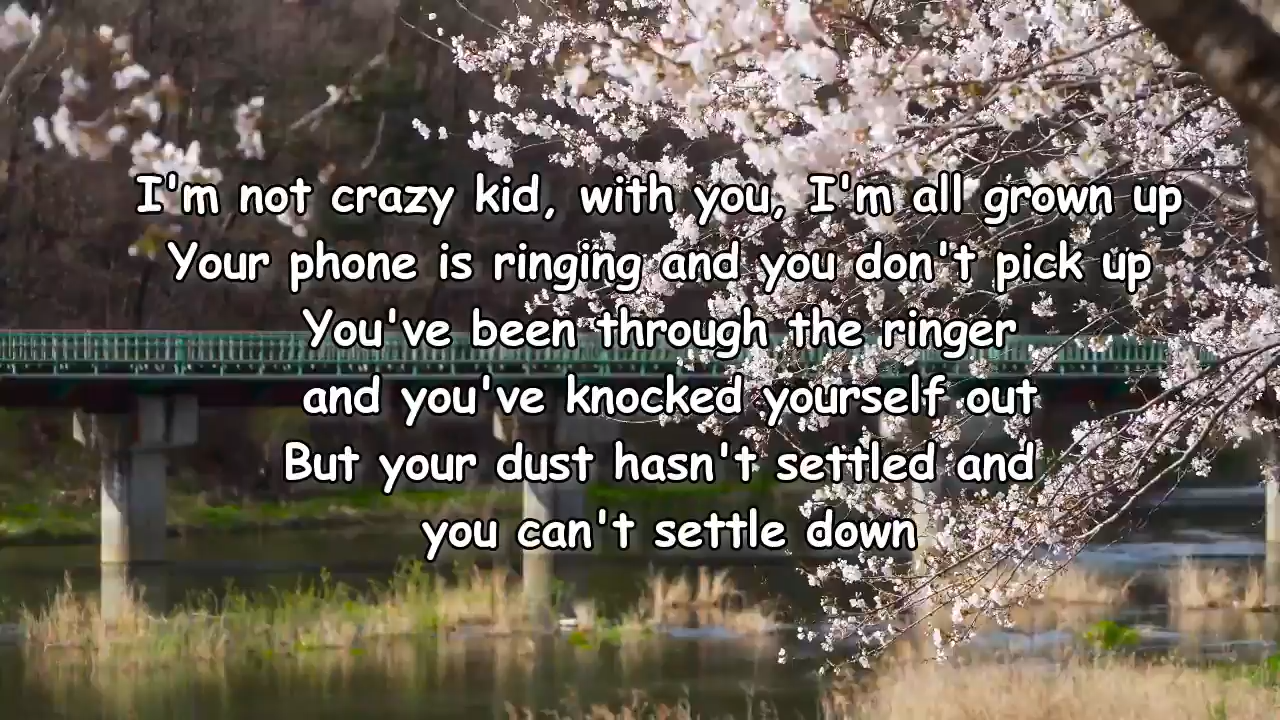 I'm not crazy kid, with you, I'm all grown up
Your phone is ringing and you don't pick up
You've been through the ringer
and you've knocked yourself out
But your dust hasn't settled and
you can't settle down